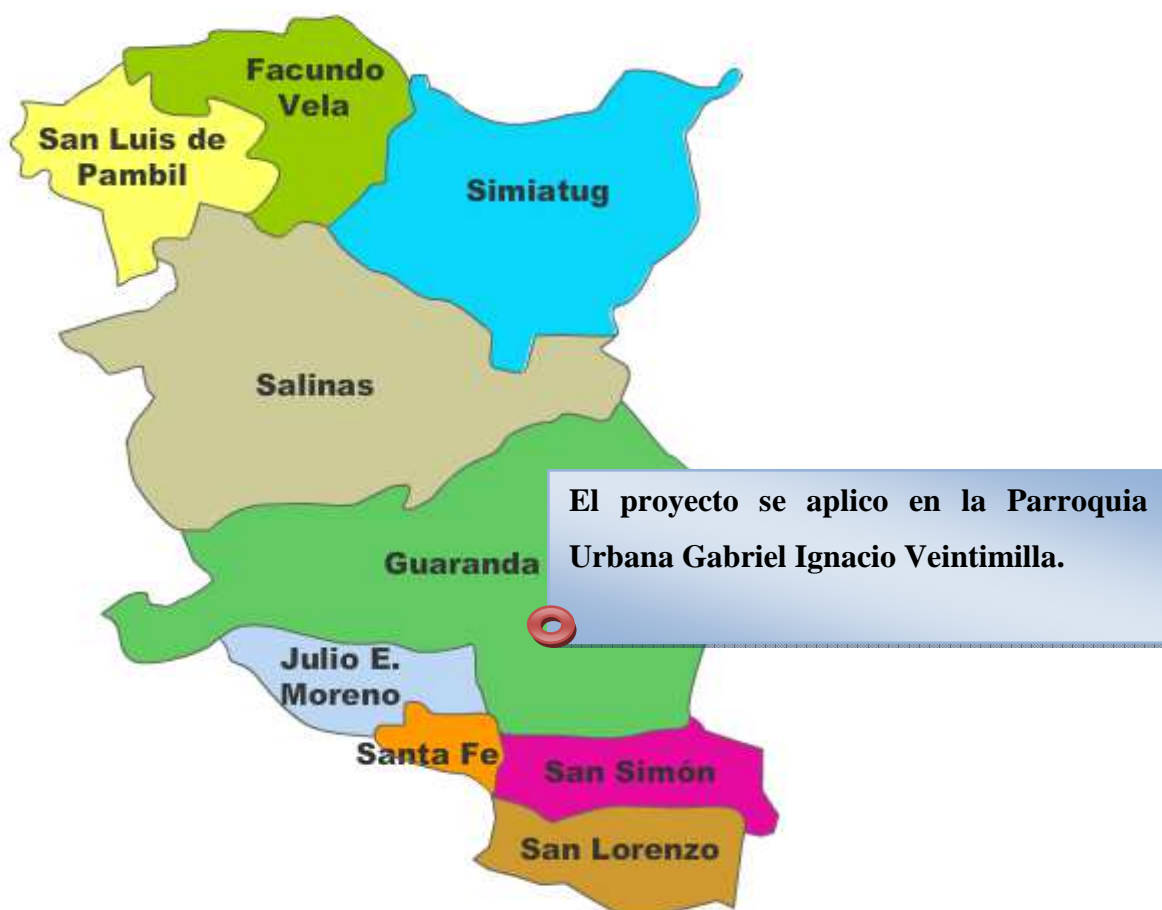 Facundo
Vela
San Luis de
Pambil
Simiatug
Salinas
El proyecto se aplico en la Parroquia
Urbana Gabriel Ignacio Veintimilla.
Guaranda
Julio E.
Moreno
Santa Fe
San Simón
San Lorenzo